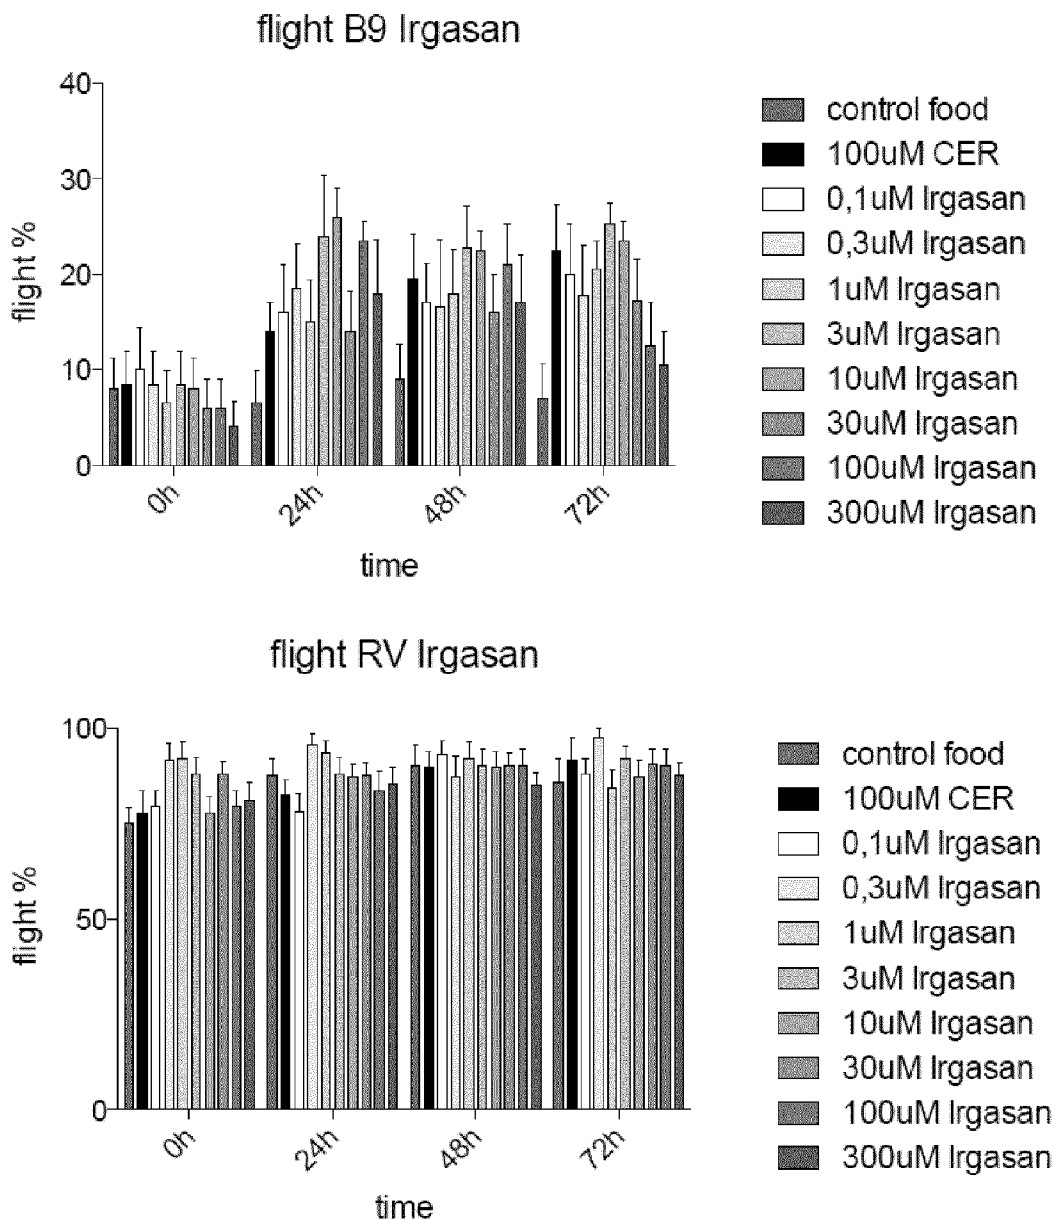 flight B9 Irgasan
40
30
20
10
0
flight %
0h
24h
48h
72h
time
control food
100uM CER
0,1uM Irgasan
0,3uM Irgasan
1uM Irgasan
3uM Irgasan
10uM Irgasan
30uM Irgasan
100uM Irgasan
300uM Irgasan
flight RV Irgasan
100
50
0
flight %
0h
24h
48h
72h
time
control food
100uM CER
0,1uM Irgasan
0,3uM Irgasan
1uM Irgasan
3uM Irgasan
10uM Irgasan
30uM Irgasan
100uM Irgasan
300uM Irgasan